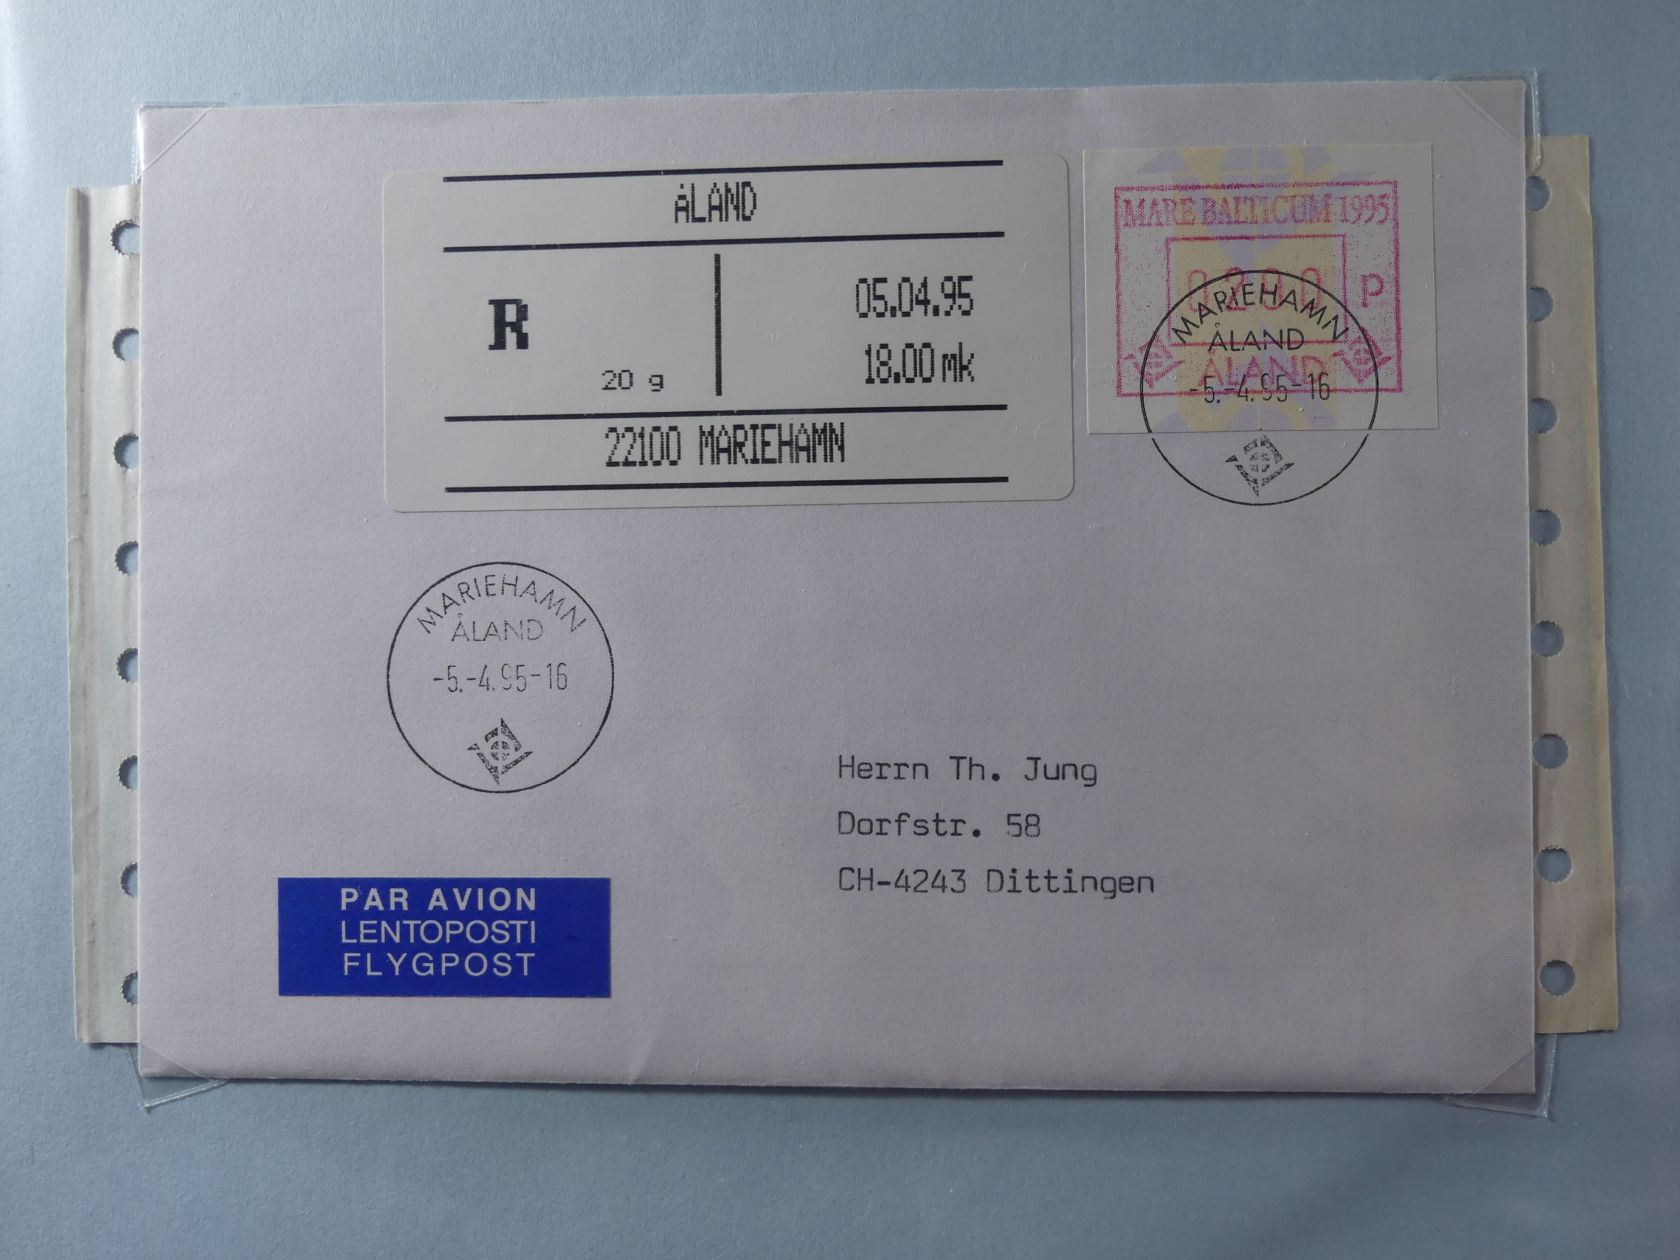 ÅLAND
R
20 g
05.04.95
18.00 mk
22100 MARIEHAMN
MARE BALTICUM 1995
0200 P
ÅLAND
MARIEHAMN
ÅLAND
-5.-4.95-16
MARIEHAMN
ÅLAND
-5.-4.95-16
Herrn Th. Jung
Dorfstr. 58
CH-4243 Dittingen
PAR AVION
LENTOPOSTI
FLYGPOST